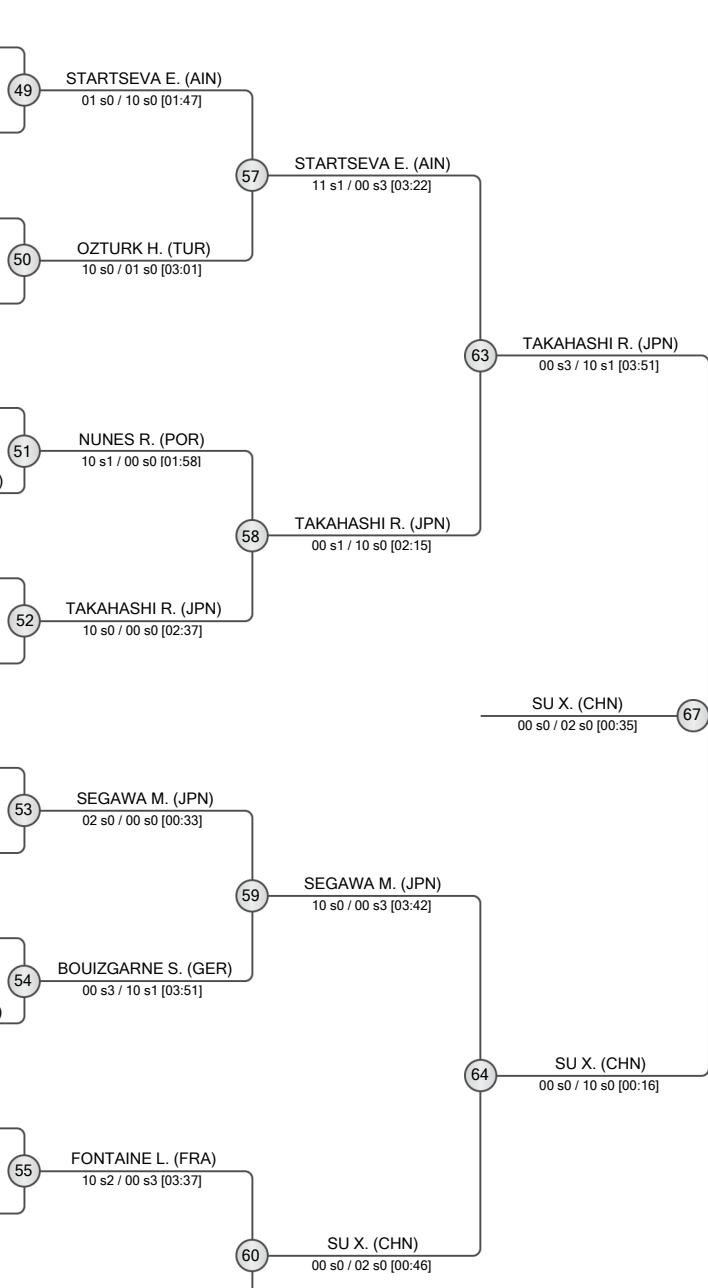 STARTSEVA E. (AIN)
49
01 s0 / 10 s0 [01:47]
STARTSEVA E. (AIN)
57
11 s1 / 00 s3 [03:22]
OZTURK H. (TUR)
50
10 s0 / 01 s0 [03:01]
TAKAHASHI R. (JPN)
63
00 s3 / 10 s1 [03:51]
NUNES R. (POR)
51
10 s1 / 00 s0 [01:58]
)
TAKAHASHI R. (JPN)
58
00 s1 / 10 s0 [02:15]
TAKAHASHI R. (JPN)
52
10 s0 / 00 s0 [02:37]
SU X. (CHN)
67
00 s0 / 02 s0 [00:35]
SEGAWA M. (JPN)
53
02 s0 / 00 s0 [00:33]
SEGAWA M. (JPN)
59
10 s0 / 00 s3 [03:42]
BOUIZGARNE S. (GER)
54
00 s3 / 10 s1 [03:51]
)
SU X. (CHN)
64
00 s0 / 10 s0 [00:16]
FONTAINE L. (FRA)
55
10 s2 / 00 s3 [03:37]
SU X. (CHN)
60
00 s0 / 02 s0 [00:46]